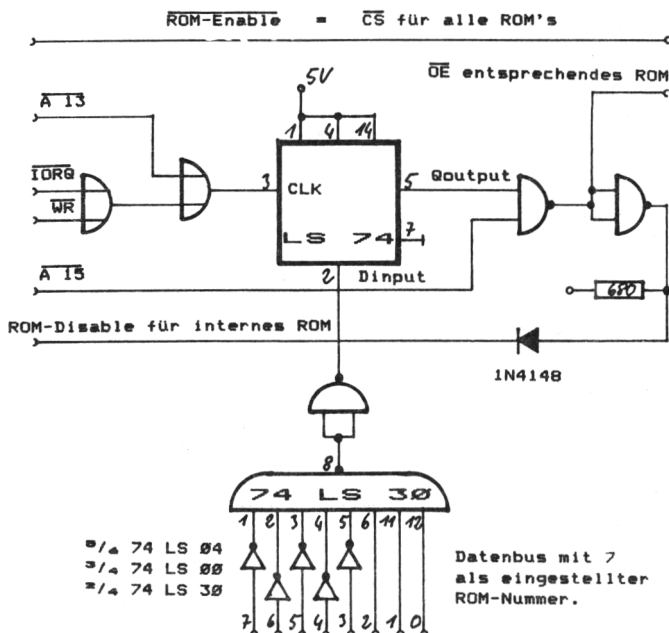 ROM-Enable = CS für alle ROM's
OE entsprechendes ROM
5V
A 13
1 4 14
IORQ
WR
3 CLK
5 Qoutput
LS 74
7
A 15
2 Dinput
680
ROM-Disable für internes ROM
1N4148
8
74 LS 30
1 2 3 4 5 6 11 12
74 LS 04
74 LS 00
74 LS 30
Datenbus mit 7
als eingestellter
ROM-Nummer.
7 6 5 4 3 2 1 0